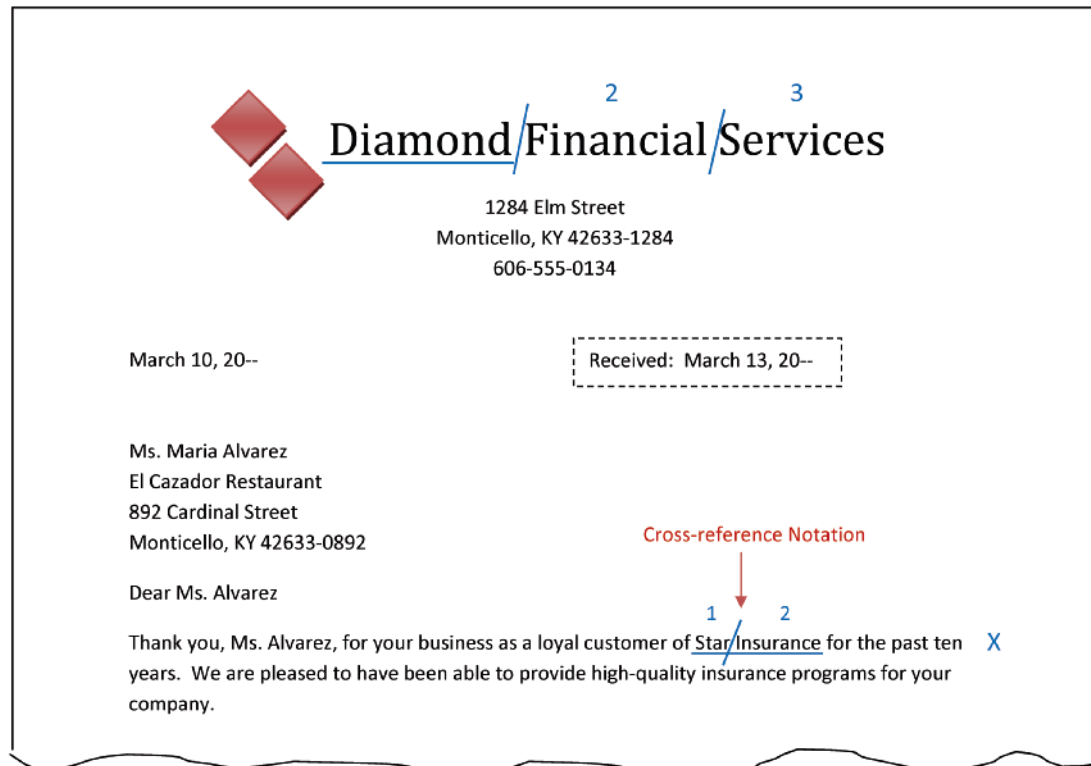 2 3
Diamond/Financial/Services
1284 Elm Street
Monticello, KY 42633-1284
606-555-0134
March 10, 20-- Received: March 13, 20--
Ms. Maria Alvarez
El Cazador Restaurant
892 Cardinal Street
Monticello, KY 42633-0892
Cross-reference Notation
Dear Ms. Alvarez
1 2
Thank you, Ms. Alvarez, for your business as a loyal customer of Star/Insurance for the past ten X
years. We are pleased to have been able to provide high-quality insurance programs for your
company.